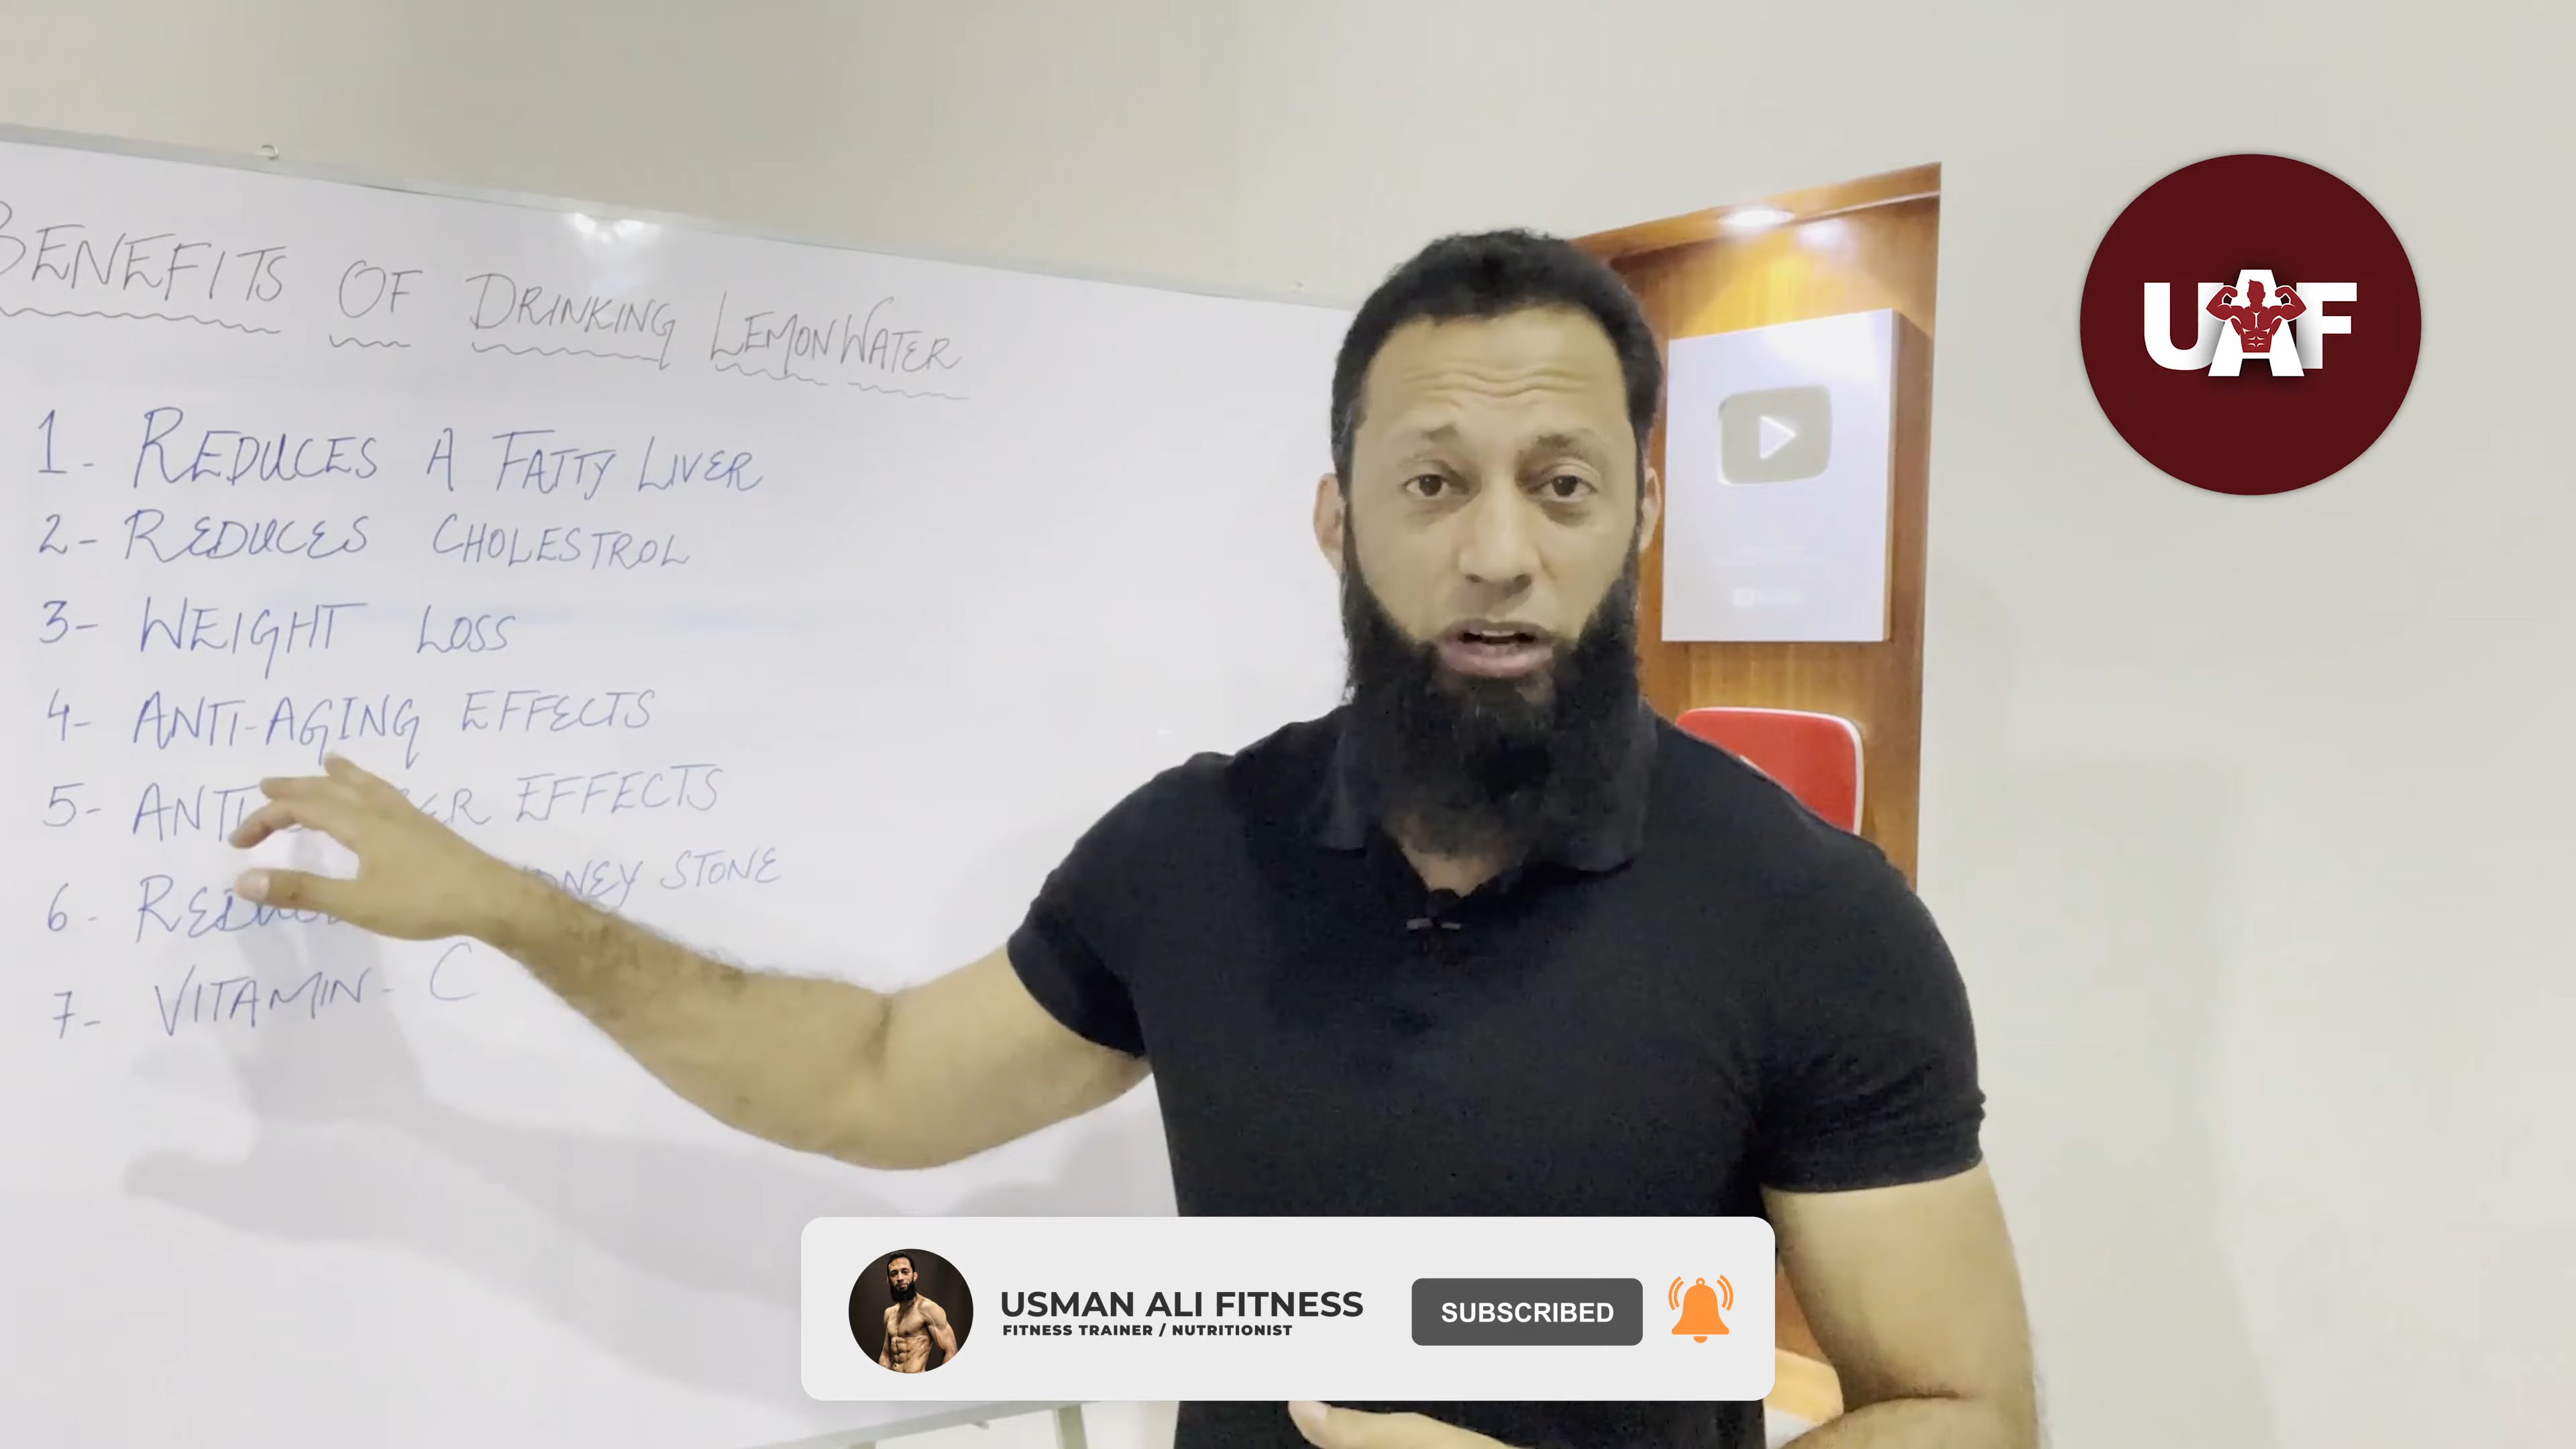 BENEFITS OF DRINKING LEMON WATER
1- REDUCES A FATTY LIVER
2- REDUCES CHOLESTROL
3- WEIGHT LOSS
4- ANTI-AGING EFFECTS
5- ANTI EFFECTS
6- STONE
7- VITAMIN-C
UAF
USMAN ALI FITNESS
FITNESS TRAINER / NUTRITIONIST
SUBSCRIBED